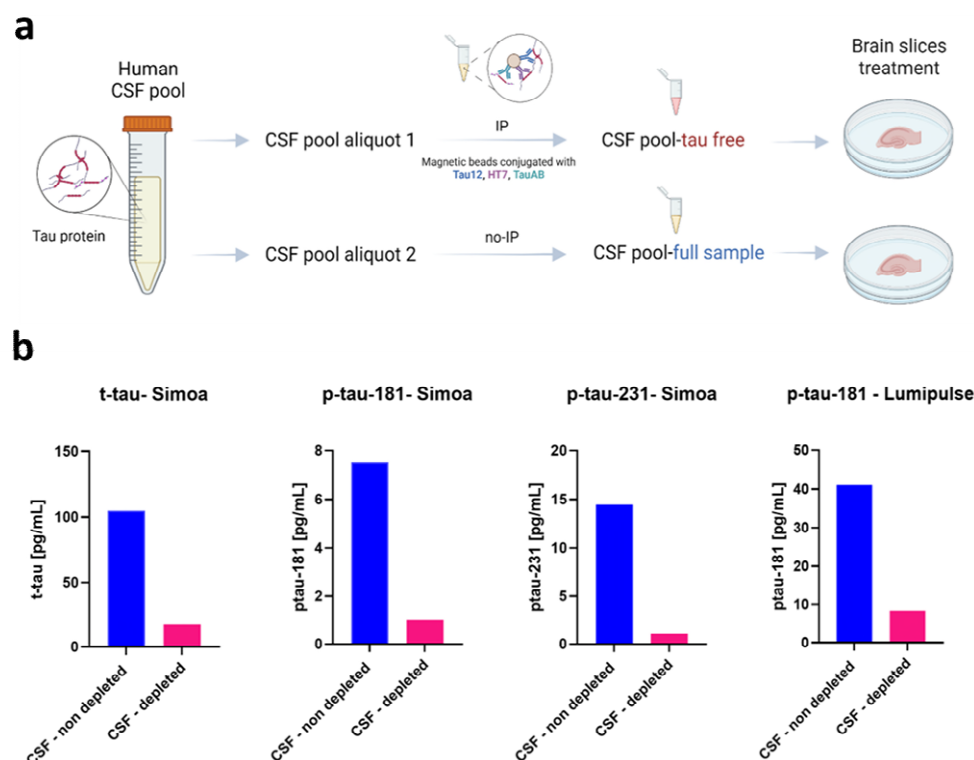 a
Human
CSF pool
Tau protein
CSF pool aliquot 1
IP
Magnetic beads conjugated with
Tau12, HT7, TauAB
CSF pool-tau free
Brain slices
treatment
CSF pool aliquot 2
no-IP
CSF pool-full sample
b
t-tau- Simoa
t-tau [pg/mL]
150
100
50
0
CSF - non depleted
CSF - depleted
p-tau-181- Simoa
ptau-181 [pg/mL]
8
6
4
2
0
CSF - non depleted
CSF - depleted
p-tau-231- Simoa
ptau-231 [pg/mL]
20
15
10
5
0
CSF - non depleted
CSF - depleted
p-tau-181 - Lumipulse
ptau-181 [pg/mL]
50
40
30
20
10
0
CSF - non depleted
CSF - depleted